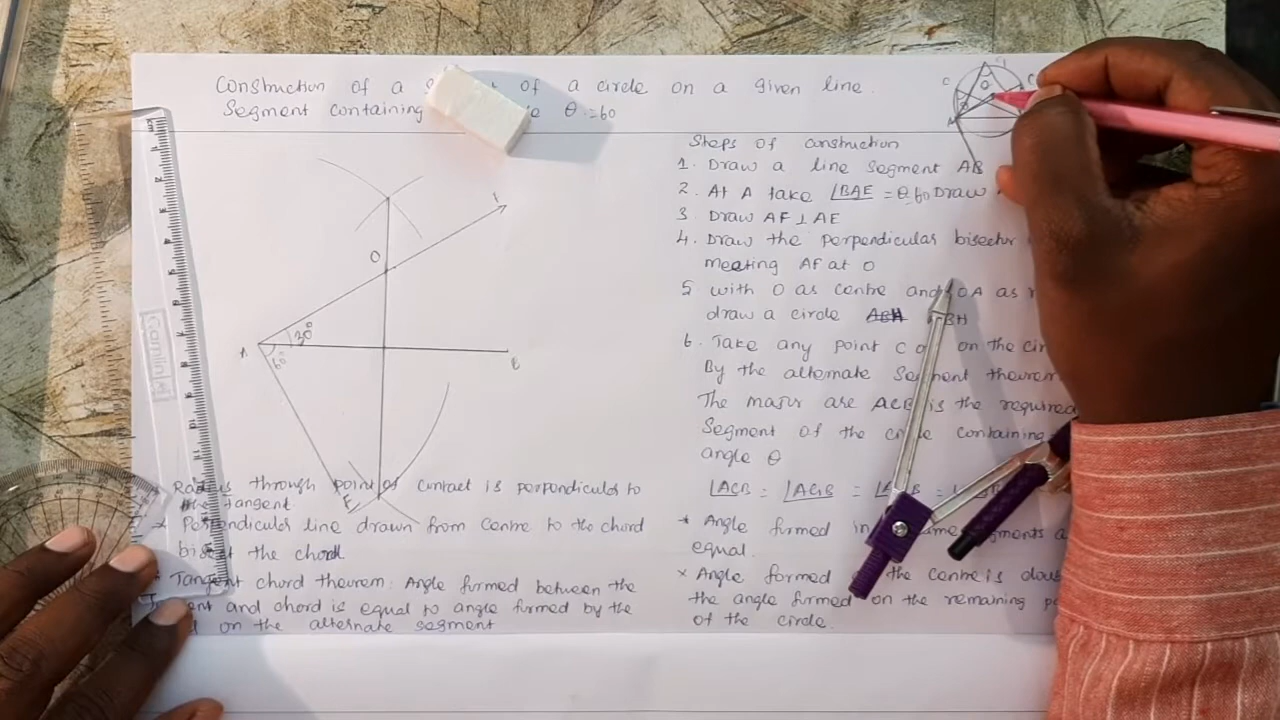 Construction of a of a circle on a given line.
Segment containing θ = 60
Steps of construction
1. Draw a line segment AB
2. At A take ∠BAE = θ 60 Draw
3. Draw AF ⊥ AE
4. Draw the perpendicular bisector
meeting AF at O
5 with O as centre and OA as
draw a circle ABH
6. Take any point C on the
By the alternate segment theorem
The major arc ACB is the required
Segment of the circle containing
angle θ
∠ACB = ∠AGB =
* Angle formed in segments
equal.
* Angle formed the centre is
the angle formed on the remaining
of the circle.
O
A
30°
60°
B
E
Radius through point of contact is perpendiculr to
the tangent
Perpendiculr line drawn from centre to the chord
bisect the chord
Tangent chord theorem: Angle formed between the
and chord is equal to angle formed by the
on the alternate segment
Camlin